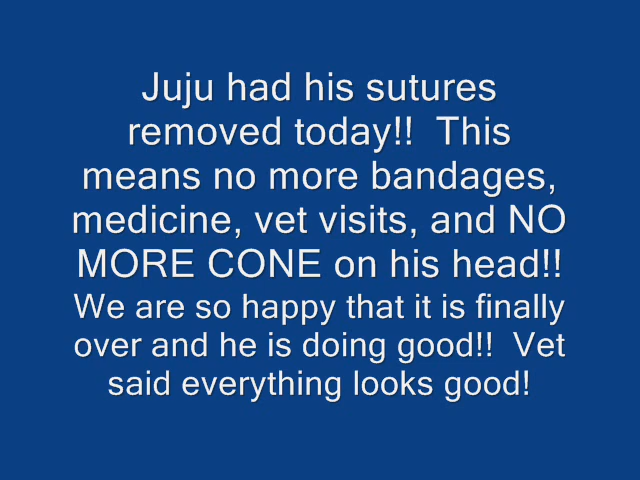 Juju had his sutures
removed today!!  This
means no more bandages,
medicine, vet visits, and NO
MORE CONE on his head!!
We are so happy that it is finally
over and he is doing good!!  Vet
said everything looks good!